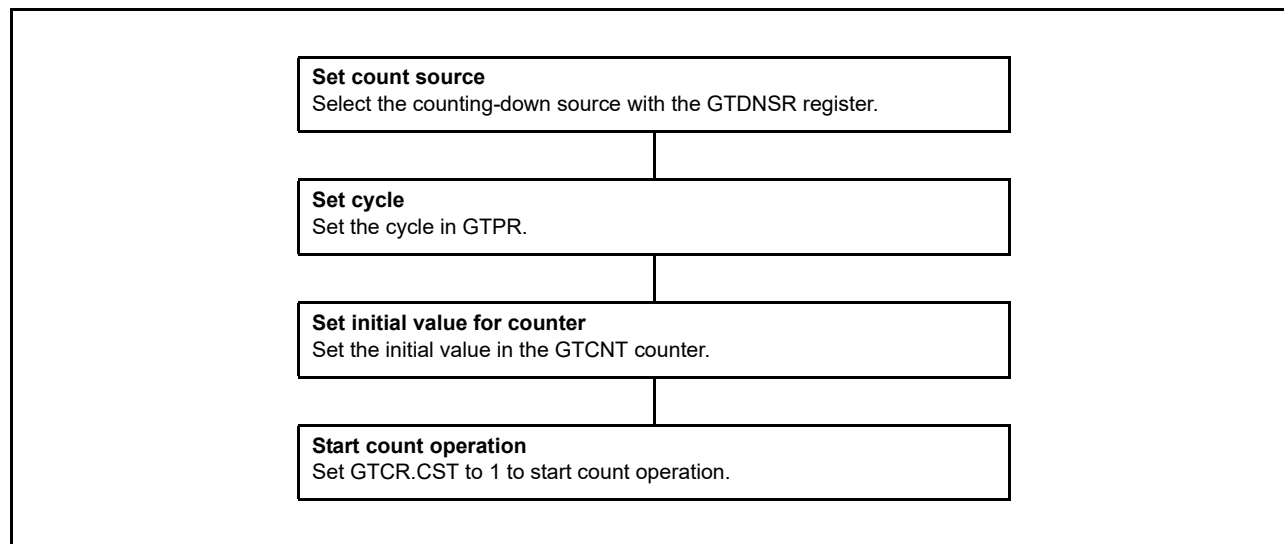 Set count source
Select the counting-down source with the GTDNSR register.
Set cycle
Set the cycle in GTPR.
Set initial value for counter
Set the initial value in the GTCNT counter.
Start count operation
Set GTCR.CST to 1 to start count operation.